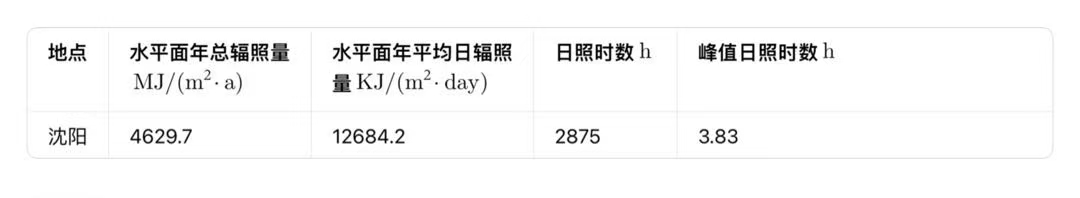 地点 水平面年总辐照量 水平面年平均日辐照 日照时数 h 峰值日照时数 h
MJ/(m²·a) 量 KJ/(m²·day)
沈阳 4629.7 12684.2 2875 3.83